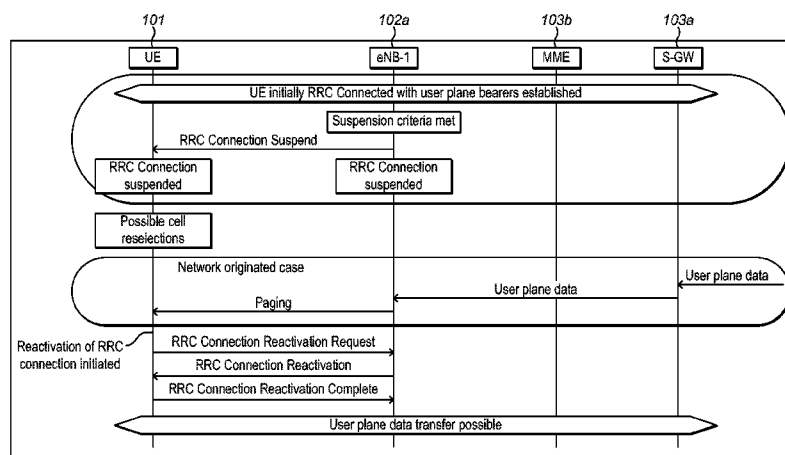 101 102a 103b 103a
UE eNB-1 MME S-GW
UE initially RRC Connected with user plane bearers established
Suspension criteria met
RRC Connection Suspend
RRC Connection
suspended
RRC Connection
suspended
Possible cell
reselections
Network originated case
User plane data
User plane data
Paging
Reactivation of RRC
connection initiated
RRC Connection Reactivation Request
RRC Connection Reactivation
RRC Connection Reactivation Complete
User plane data transfer possible